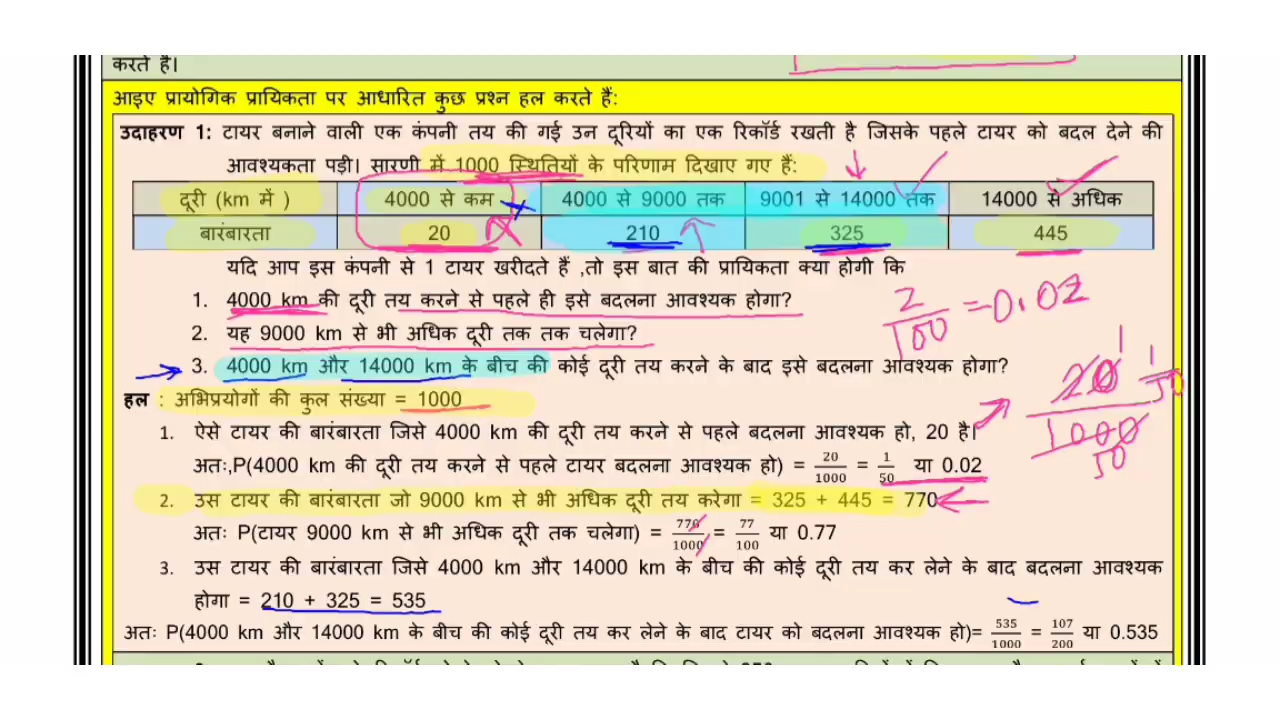 करते है।
आइए प्रायोगिक प्रायिकता पर आधारित कुछ प्रश्न हल करते हैं:
उदाहरण 1: टायर बनाने वाली एक कंपनी तय की गई उन दूरियों का एक रिकॉर्ड रखती है जिसके पहले टायर को बदल देने की
आवश्यकता पड़ी। सारणी में 1000 स्थितियों के परिणाम दिखाए गए हैं:
दूरी (km में ) 4000 से कम 4000 से 9000 तक 9001 से 14000 तक 14000 से अधिक
बारंबारता 20 210 325 445
यदि आप इस कंपनी से 1 टायर खरीदते हैं ,तो इस बात की प्रायिकता क्या होगी कि
1. 4000 km की दूरी तय करने से पहले ही इसे बदलना आवश्यक होगा?
2. यह 9000 km से भी अधिक दूरी तक तक चलेगा?
3. 4000 km और 14000 km के बीच की कोई दूरी तय करने के बाद इसे बदलना आवश्यक होगा?
2/100 = 0.02
हल : अभिप्रयोगों की कुल संख्या = 1000
1. ऐसे टायर की बारंबारता जिसे 4000 km की दूरी तय करने से पहले बदलना आवश्यक हो, 20 है।
20/1000 1 50 1/50
अतः,P(4000 km की दूरी तय करने से पहले टायर बदलना आवश्यक हो) = 20/1000 = 1/50 या 0.02
2. उस टायर की बारंबारता जो 9000 km से भी अधिक दूरी तय करेगा = 325 + 445 = 770
अतः P(टायर 9000 km से भी अधिक दूरी तक चलेगा) = 770/1000 = 77/100 या 0.77
3. उस टायर की बारंबारता जिसे 4000 km और 14000 km के बीच की कोई दूरी तय कर लेने के बाद बदलना आवश्यक
होगा = 210 + 325 = 535
अतः P(4000 km और 14000 km के बीच की कोई दूरी तय कर लेने के बाद टायर को बदलना आवश्यक हो)= 535/1000 = 107/200 या 0.535